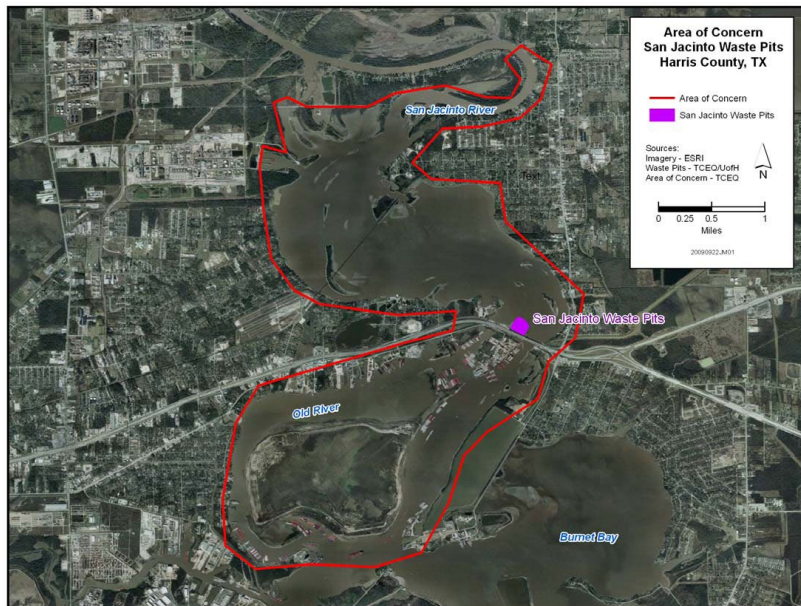 Area of Concern
San Jacinto Waste Pits
Harris County, TX
Area of Concern
San Jacinto Waste Pits
Sources:
Imagery - ESRI
Waste Pits - TCEQ/UofH
Area of Concern - TCEQ
N
0 0.25 0.5 1
Miles
20090922JM01
San Jacinto River
Text
San Jacinto Waste Pits
Old River
Burnet Bay